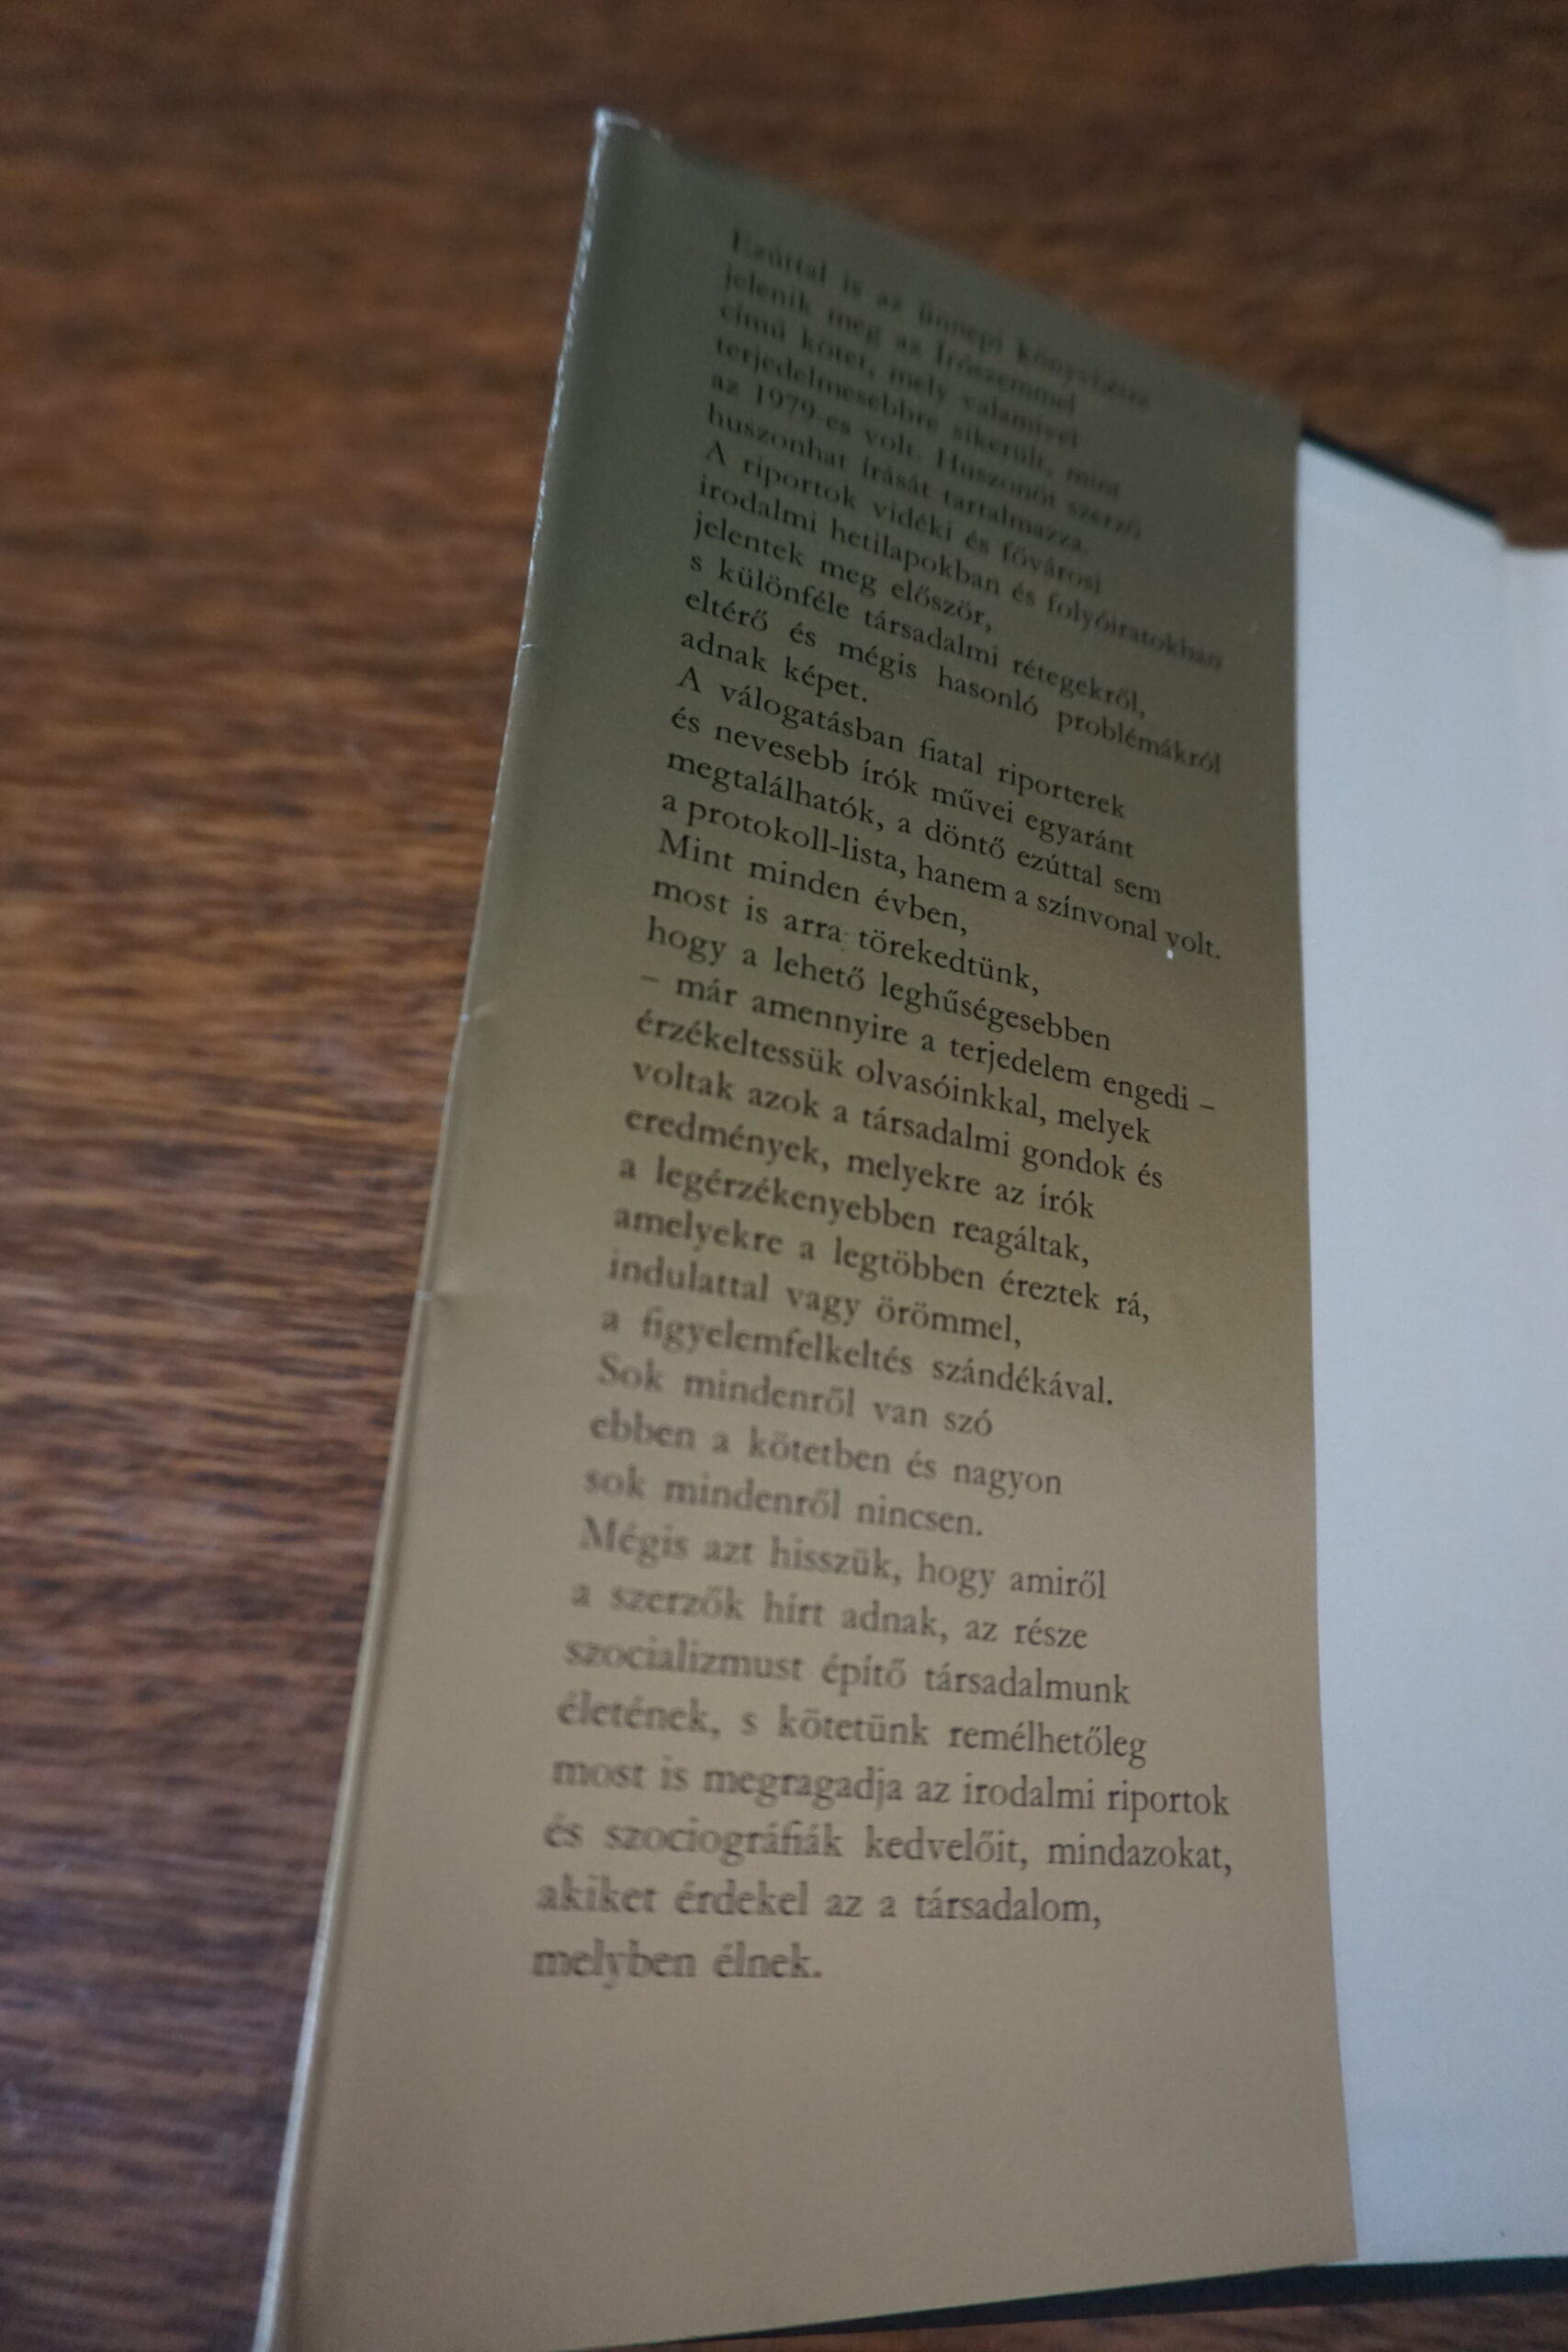 Ezúttal is az ünnepi könyvhétre
jelenik meg az Írószemmel
című kötet, mely valamivel
terjedelmesebbre sikerült, mint
az 1979-es volt. Huszonöt szerző
huszonhat írását tartalmazza.
A riportok vidéki és fővárosi
irodalmi hetilapokban és folyóiratokban
jelentek meg először,
s különféle társadalmi rétegekről,
eltérő és mégis hasonló problémákról
adnak képet.
A válogatásban fiatal riporterek
és nevesebb írók művei egyaránt
megtalálhatók, a döntő ezúttal sem
a protokoll-lista, hanem a színvonal volt.
Mint minden évben,
most is arra törekedtünk,
hogy a lehető leghűségesebben
– már amennyire a terjedelem engedi –
érzékeltessük olvasóinkkal, melyek
voltak azok a társadalmi gondok és
eredmények, melyekre az írók
a legérzékenyebben reagáltak,
amelyekre a legtöbben éreztek rá,
indulattal vagy örömmel,
a figyelemfelkeltés szándékával.
Sok mindenről van szó
ebben a kötetben és nagyon
sok mindenről nincsen.
Mégis azt hisszük, hogy amiről
a szerzők hírt adnak, az része
szocializmust építő társadalmunk
életének, s kötetünk remélhetőleg
most is megragadja az irodalmi riportok
és szociográfiák kedvelőit, mindazokat,
akiket érdekel az a társadalom,
melyben élnek.